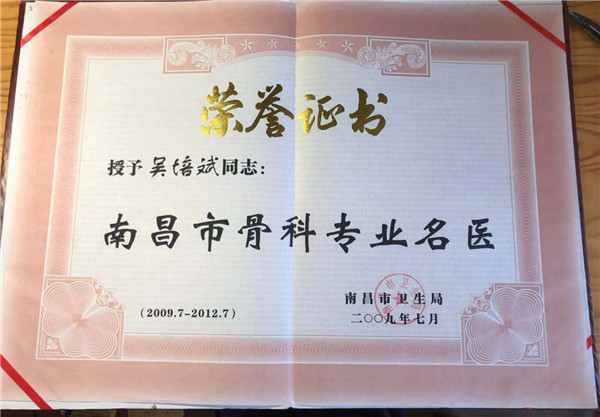 荣誉证书
授予吴培斌同志：
南昌市骨科专业名医
(2009.7-2012.7)
南昌市卫生局
二〇〇九年七月